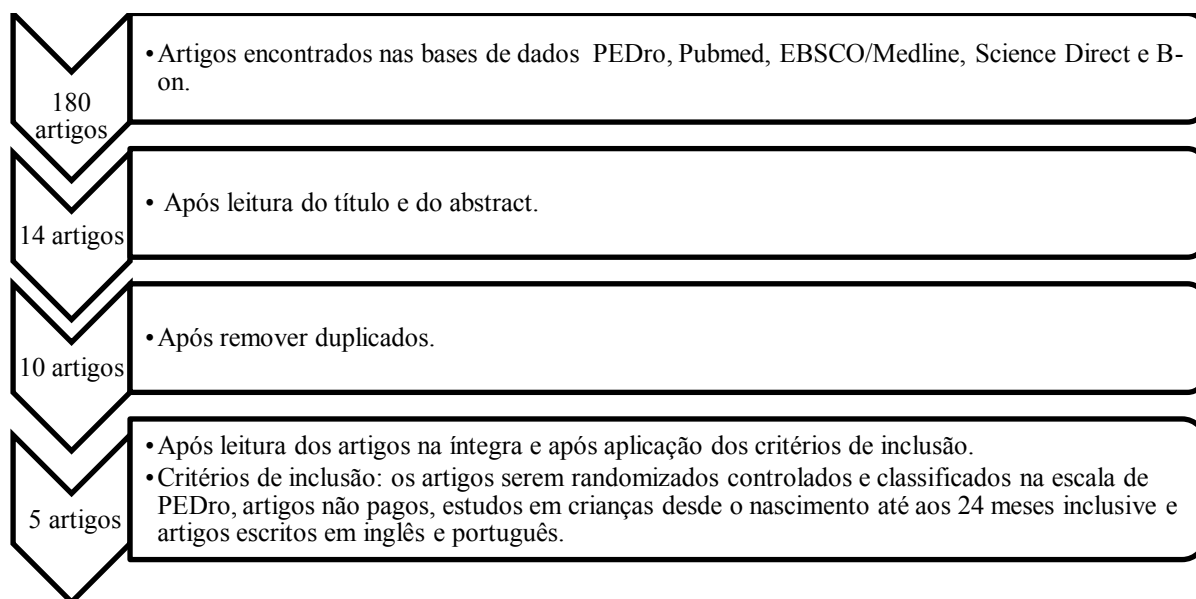 180
artigos
•Artigos encontrados nas bases de dados PEDro, Pubmed, EBSCO/Medline, Science Direct e B-
on.
14 artigos
• Após leitura do título e do abstract.
10 artigos
•Após remover duplicados.
5 artigos
•Após leitura dos artigos na íntegra e após aplicação dos critérios de inclusão.
•Critérios de inclusão: os artigos serem randomizados controlados e classificados na escala de
PEDro, artigos não pagos, estudos em crianças desde o nascimento até aos 24 meses inclusive e
artigos escritos em inglês e português.